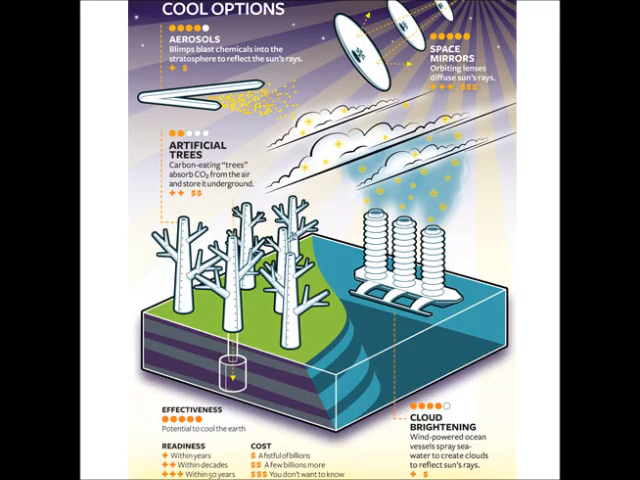 COOL OPTIONS
AEROSOLS
Blimps blast chemicals into the
stratosphere to reflect the sun's rays.
+ $
SPACE
MIRRORS
Orbiting lenses
diffuse sun's rays.
+++ $$$
ARTIFICIAL
TREES
Carbon-eating "trees"
absorb CO₂ from the air
and store it underground.
++ $$
CLOUD
BRIGHTENING
Wind-powered ocean
vessels spray sea-
water to create clouds
to reflect sun's rays.
+ $
EFFECTIVENESS
Potential to cool the earth
READINESS
+ Within years
++ Within decades
+++ Within 50 years
COST
$ A fistful of billions
$$ A few billions more
$$$ You don't want to know